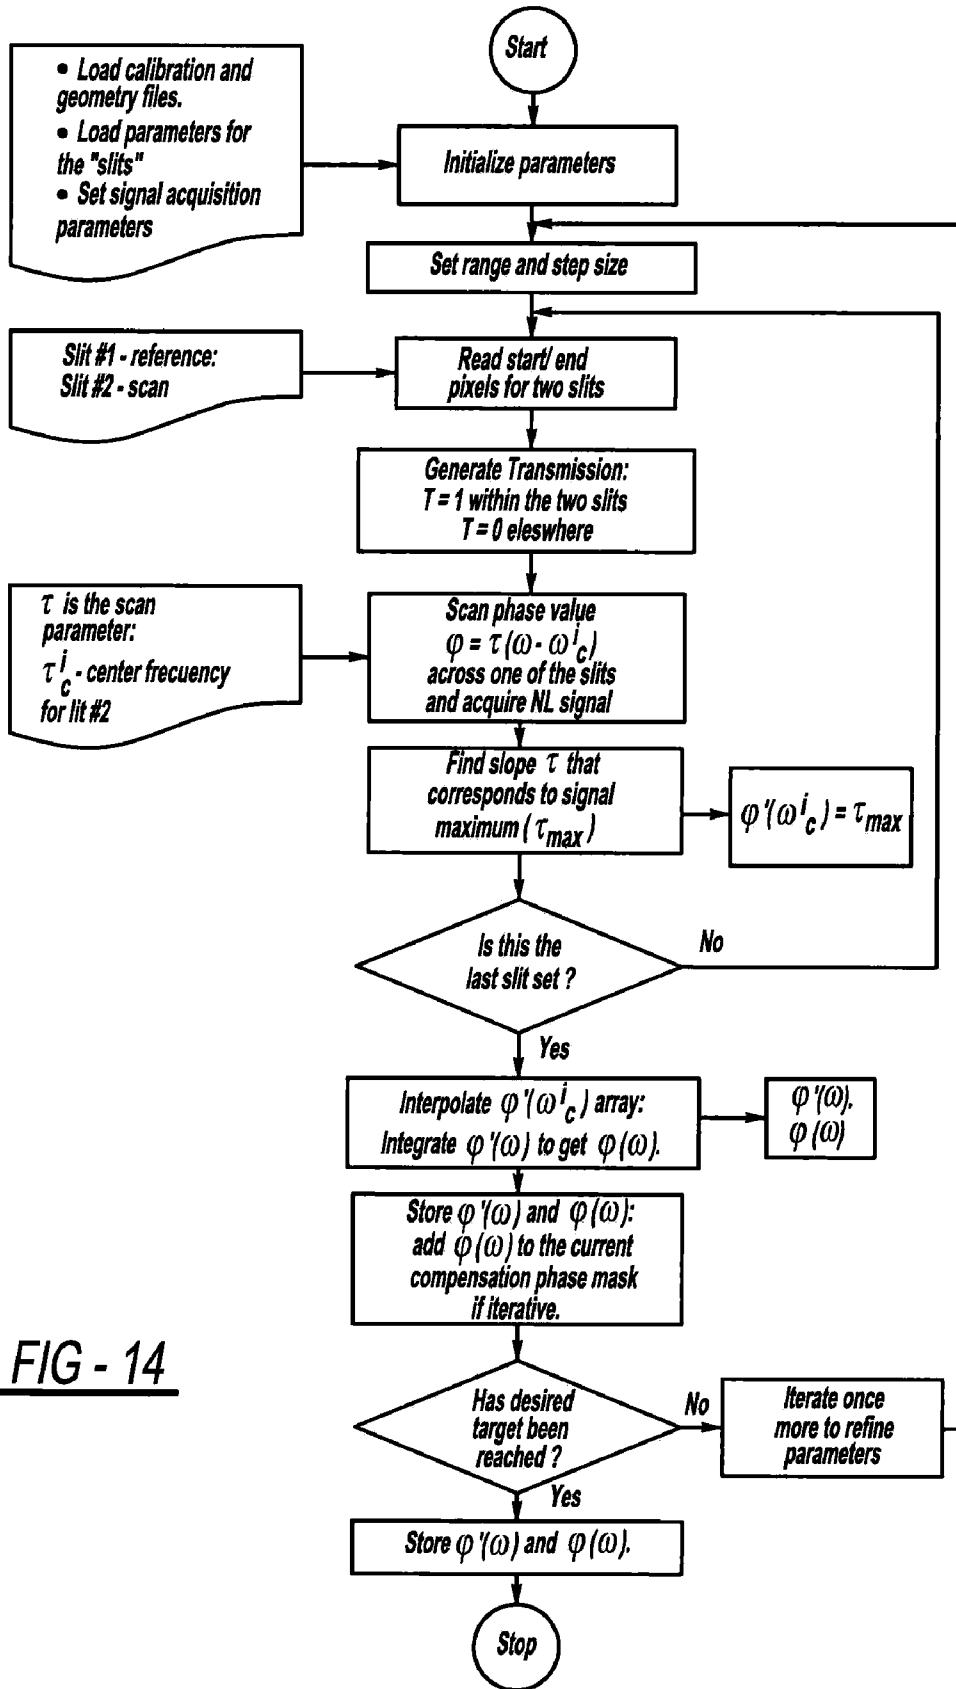 Start
• Load calibration and
geometry files.
• Load parameters for
the "slits"
• Set signal acquisition
parameters
Initialize parameters
Set range and step size
Slit #1 - reference:
Slit #2 - scan
Read start/ end
pixels for two slits
Generate Transmission:
T = 1 within the two slits
T = 0 eleswhere
τ is the scan
parameter:
τ^i_c - center frecuency
for lit #2
Scan phase value
φ = τ(ω - ω^i_c)
across one of the slits
and acquire NL signal
Find slope τ that
corresponds to signal
maximum (τ_max)
φ'(ω^i_c) = τ_max
Is this the
last slit set ?
No
Yes
Interpolate φ'(ω^i_c) array:
Integrate φ'(ω) to get φ(ω).
φ'(ω).
φ(ω)
Store φ'(ω) and φ(ω):
add φ(ω) to the current
compensation phase mask
if iterative.
FIG - 14
Has desired
target been
reached ?
No
Iterate once
more to refine
parameters
Yes
Store φ'(ω) and φ(ω).
Stop